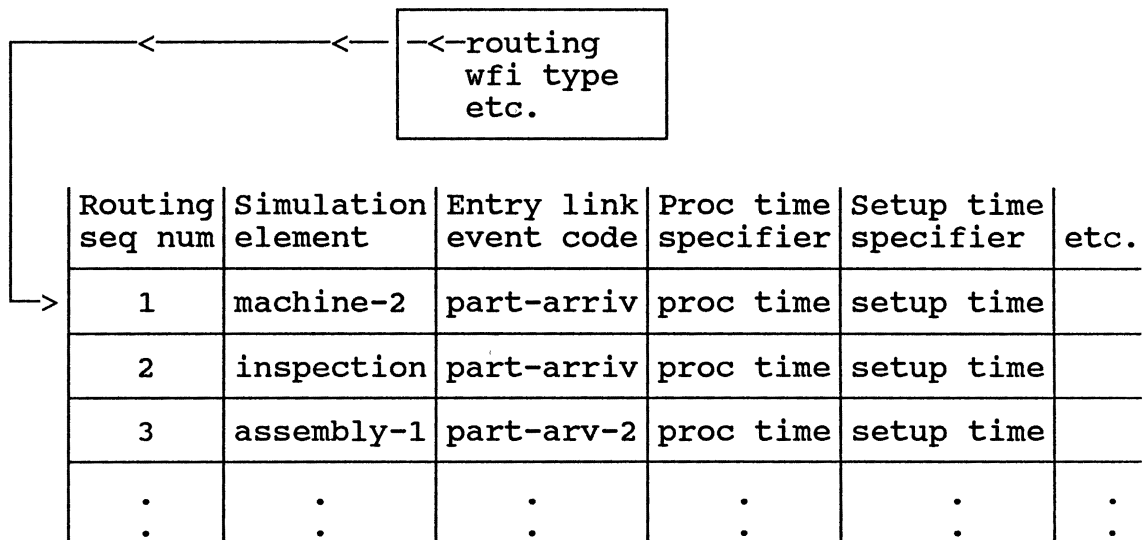 routing
wfi type
etc.
Routing Simulation Entry link Proc time Setup time
seq num element event code specifier specifier etc.
1 machine-2 part-arriv proc time setup time
2 inspection part-arriv proc time setup time
3 assembly-1 part-arv-2 proc time setup time
. . . . . .
. . . . . .